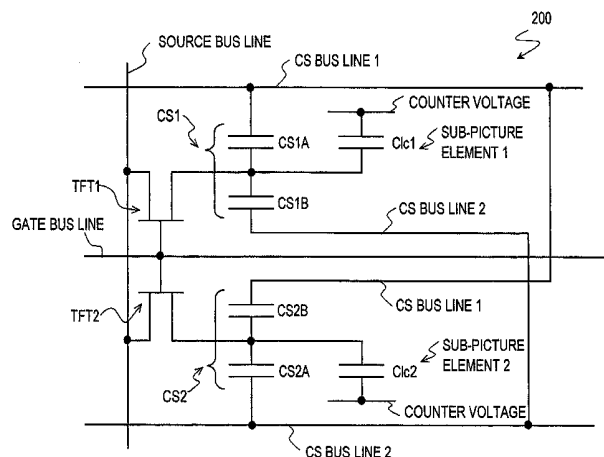 200
SOURCE BUS LINE
CS BUS LINE 1
COUNTER VOLTAGE
CS1
CS1A
Clc1
SUB-PICTURE
ELEMENT 1
TFT1
CS1B
CS BUS LINE 2
GATE BUS LINE
CS BUS LINE 1
TFT2
CS2B
SUB-PICTURE
ELEMENT 2
CS2
CS2A
Clc2
COUNTER VOLTAGE
CS BUS LINE 2